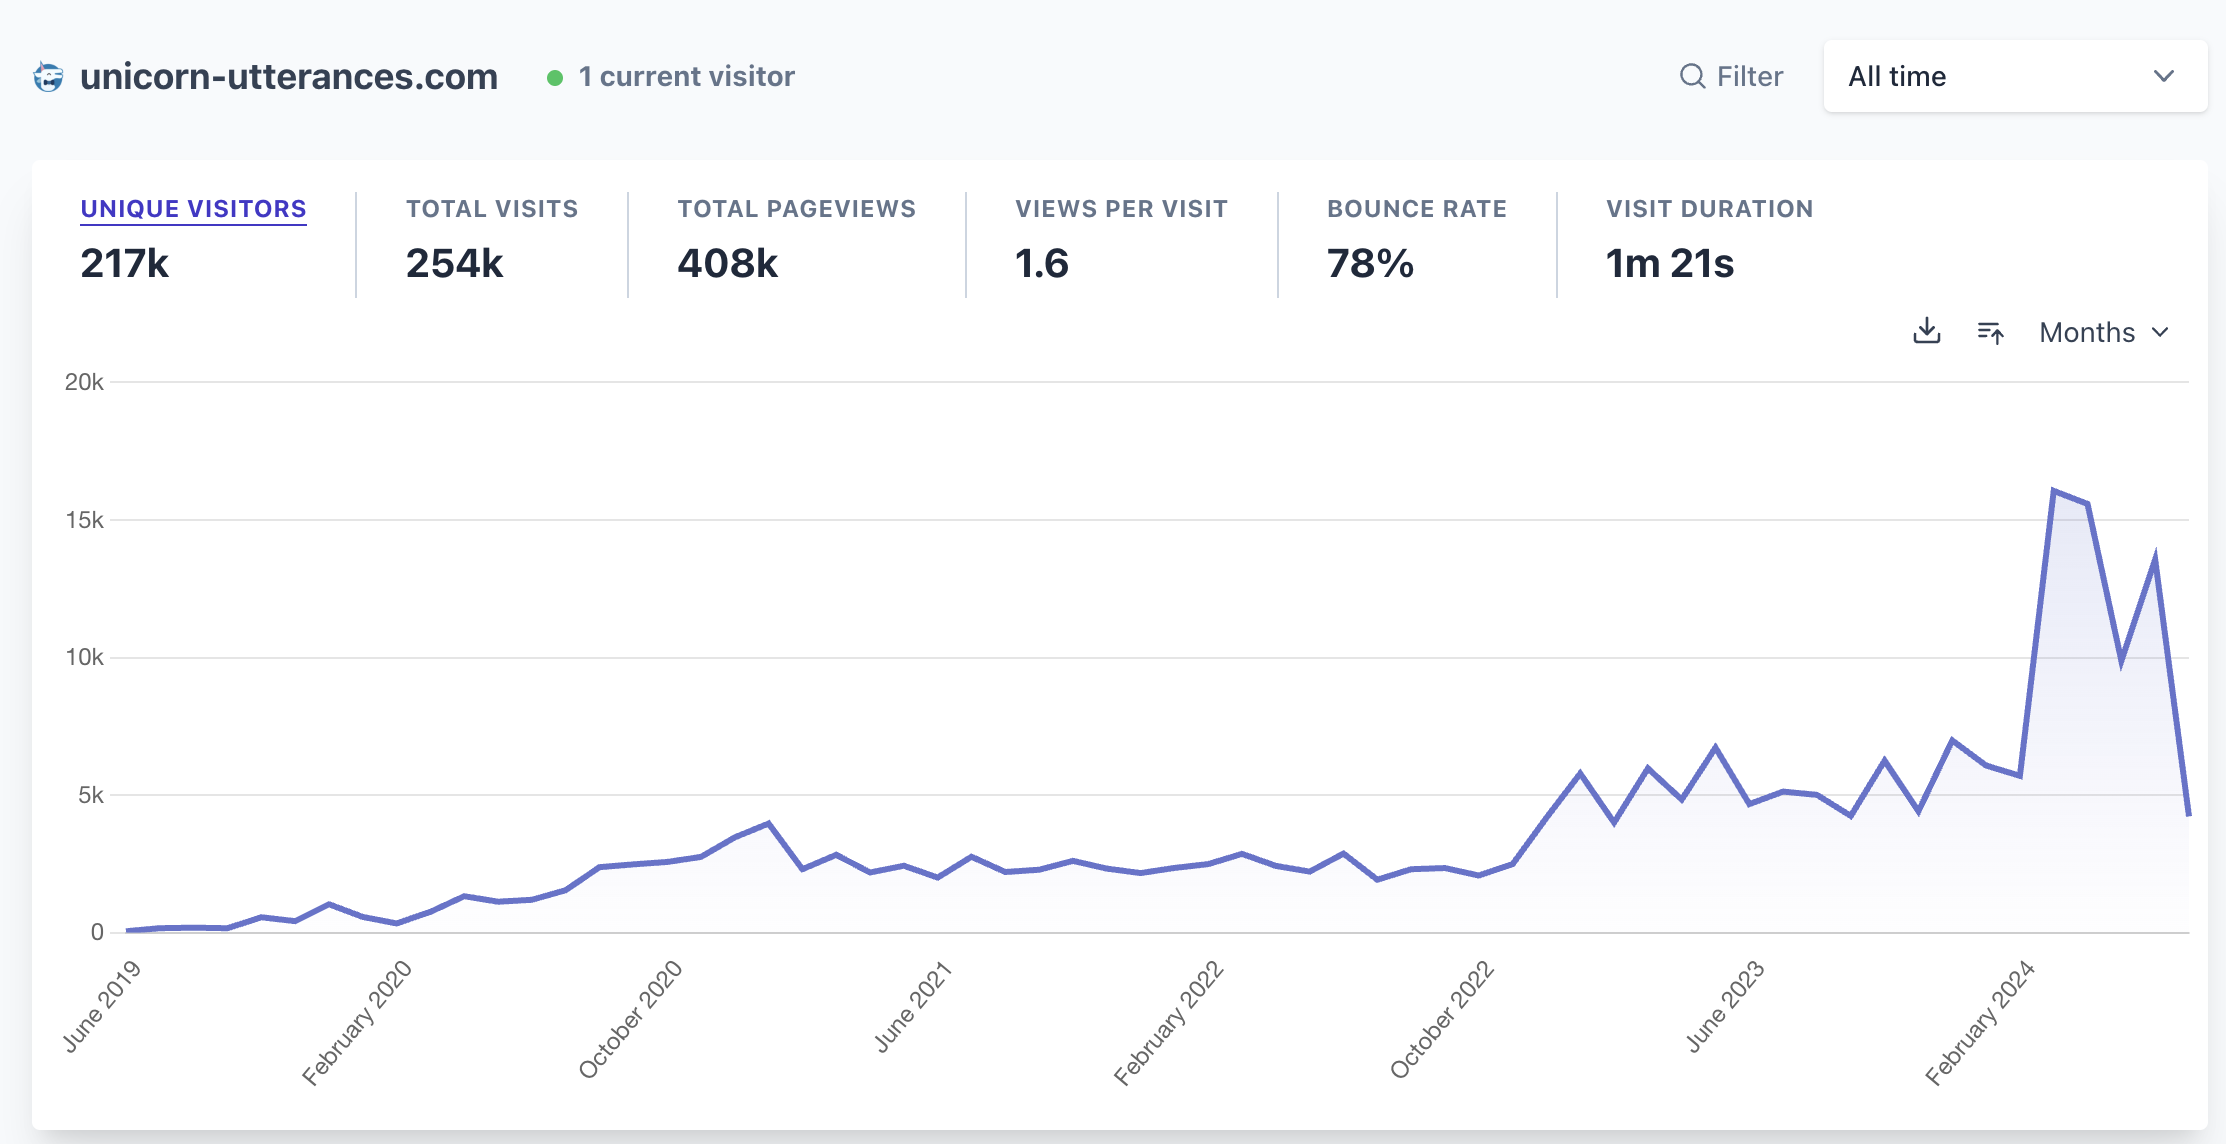 unicorn-utterances.com
1 current visitor
Filter
All time
UNIQUE VISITORS
217k
TOTAL VISITS
254k
TOTAL PAGEVIEWS
408k
VIEWS PER VISIT
1.6
BOUNCE RATE
78%
VISIT DURATION
1m 21s
Months
20k
15k
10k
5k
0
June 2019
February 2020
October 2020
June 2021
February 2022
October 2022
June 2023
February 2024